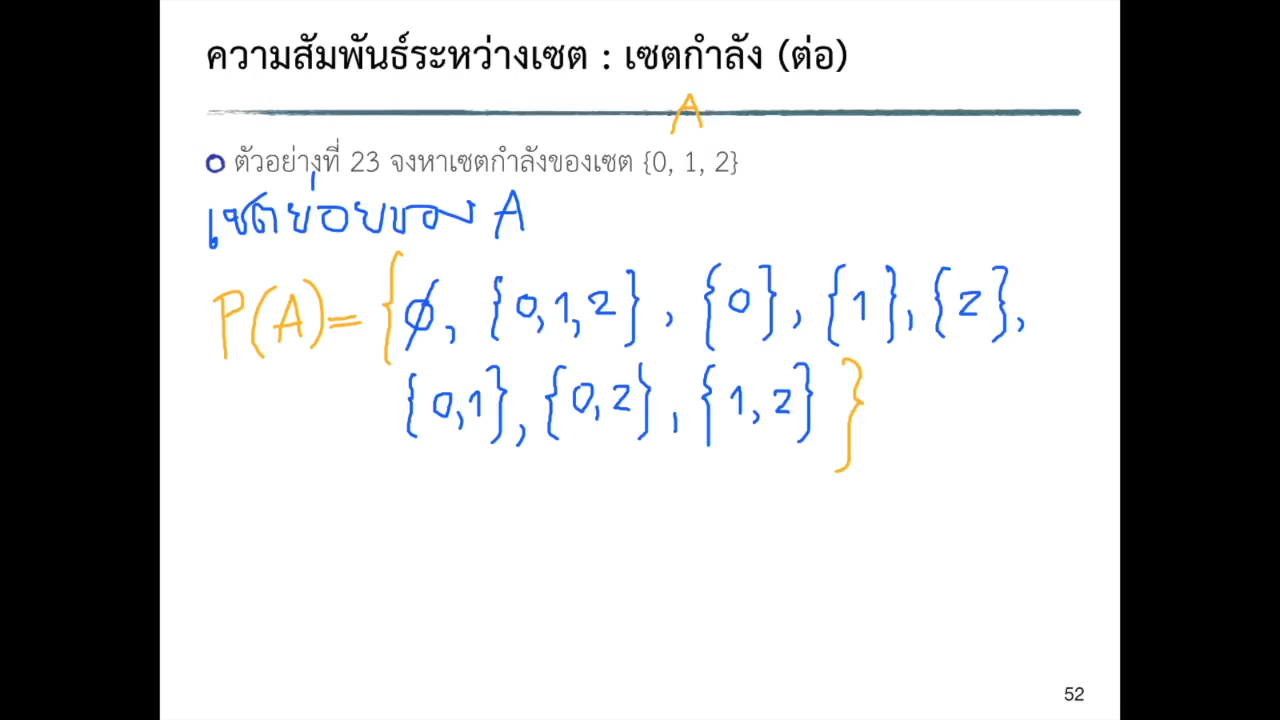 ความสัมพันธ์ระหว่างเซต : เซตกำลัง (ต่อ)
A
ตัวอย่างที่ 23 จงหาเซตกำลังของเซต {0, 1, 2}
เซตย่อยของ A
P(A) = {∅, {0,1,2}, {0}, {1}, {2},
{0,1}, {0,2}, {1,2}}
52